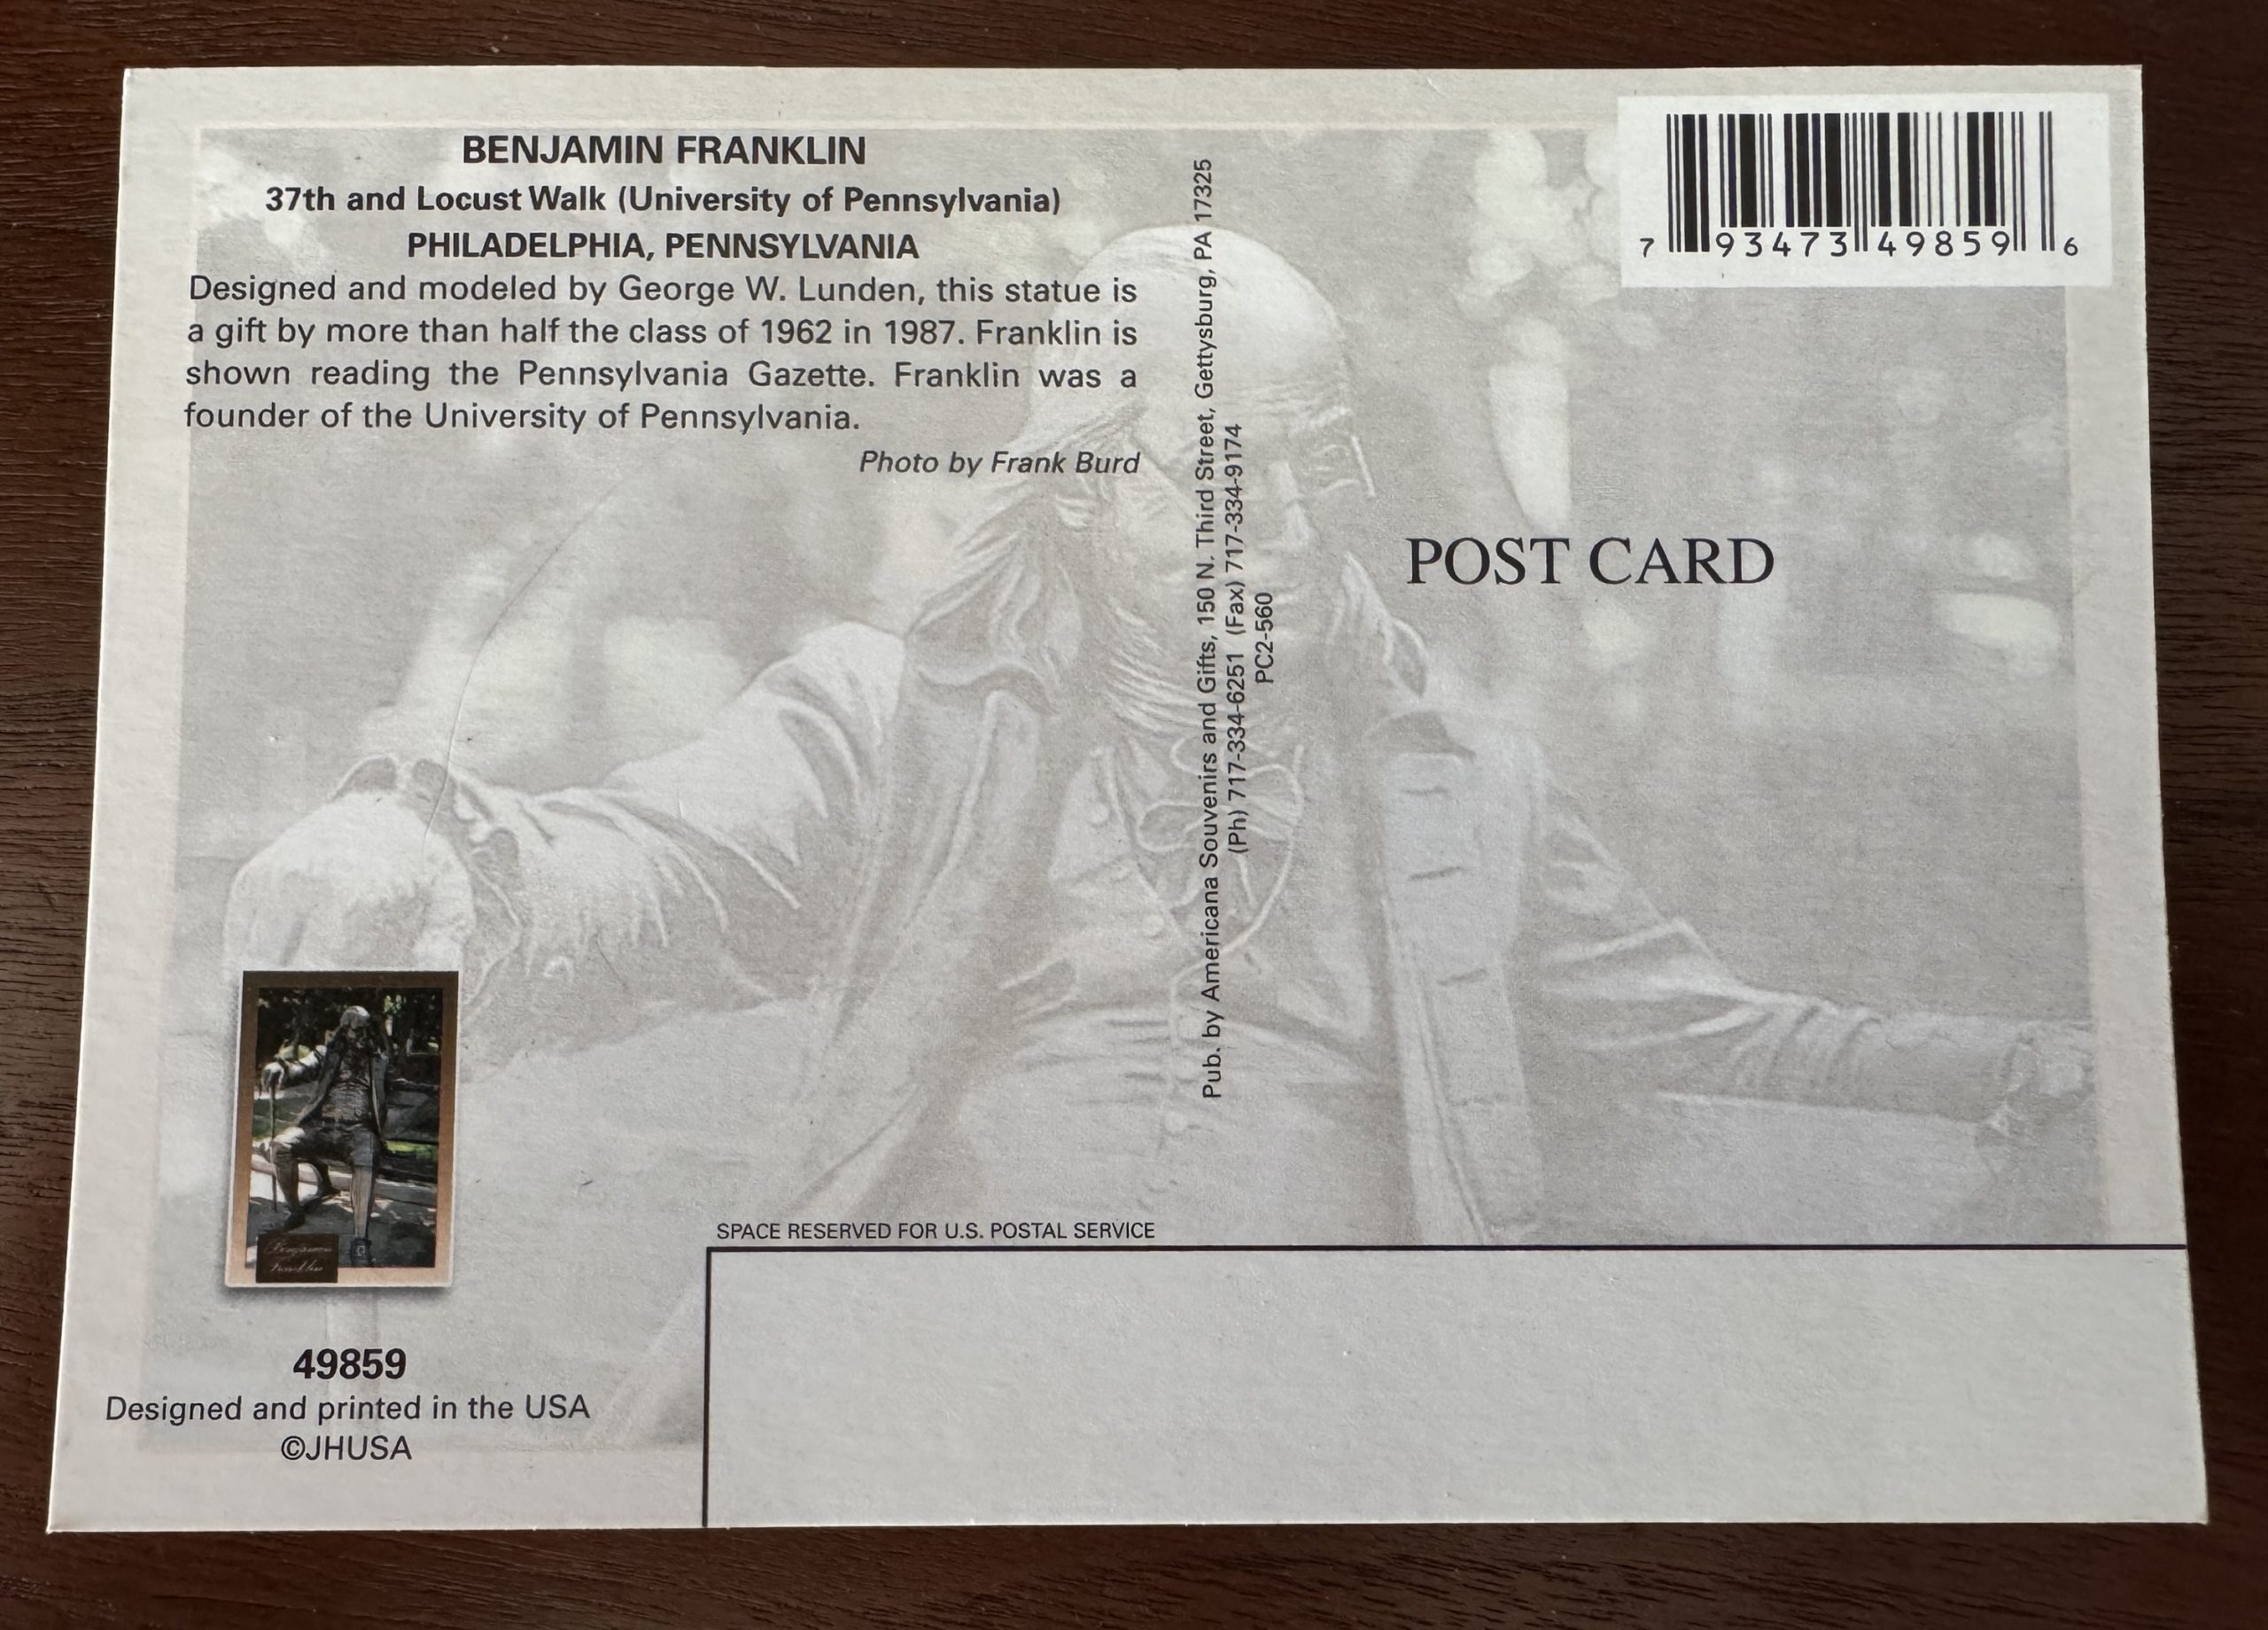 BENJAMIN FRANKLIN
37th and Locust Walk (University of Pennsylvania)
PHILADELPHIA, PENNSYLVANIA
Designed and modeled by George W. Lunden, this statue is
a gift by more than half the class of 1962 in 1987. Franklin is
shown reading the Pennsylvania Gazette. Franklin was a
founder of the University of Pennsylvania.
Photo by Frank Burd
Pub. by Americana Souvenirs and Gifts, 150 N. Third Street, Gettysburg, PA 17325
(Ph) 717-334-6251 (Fax) 717-334-9174
PC2-560
7 93473 49859 6
POST CARD
Benjamin
Franklin
SPACE RESERVED FOR U.S. POSTAL SERVICE
49859
Designed and printed in the USA
©JHUSA